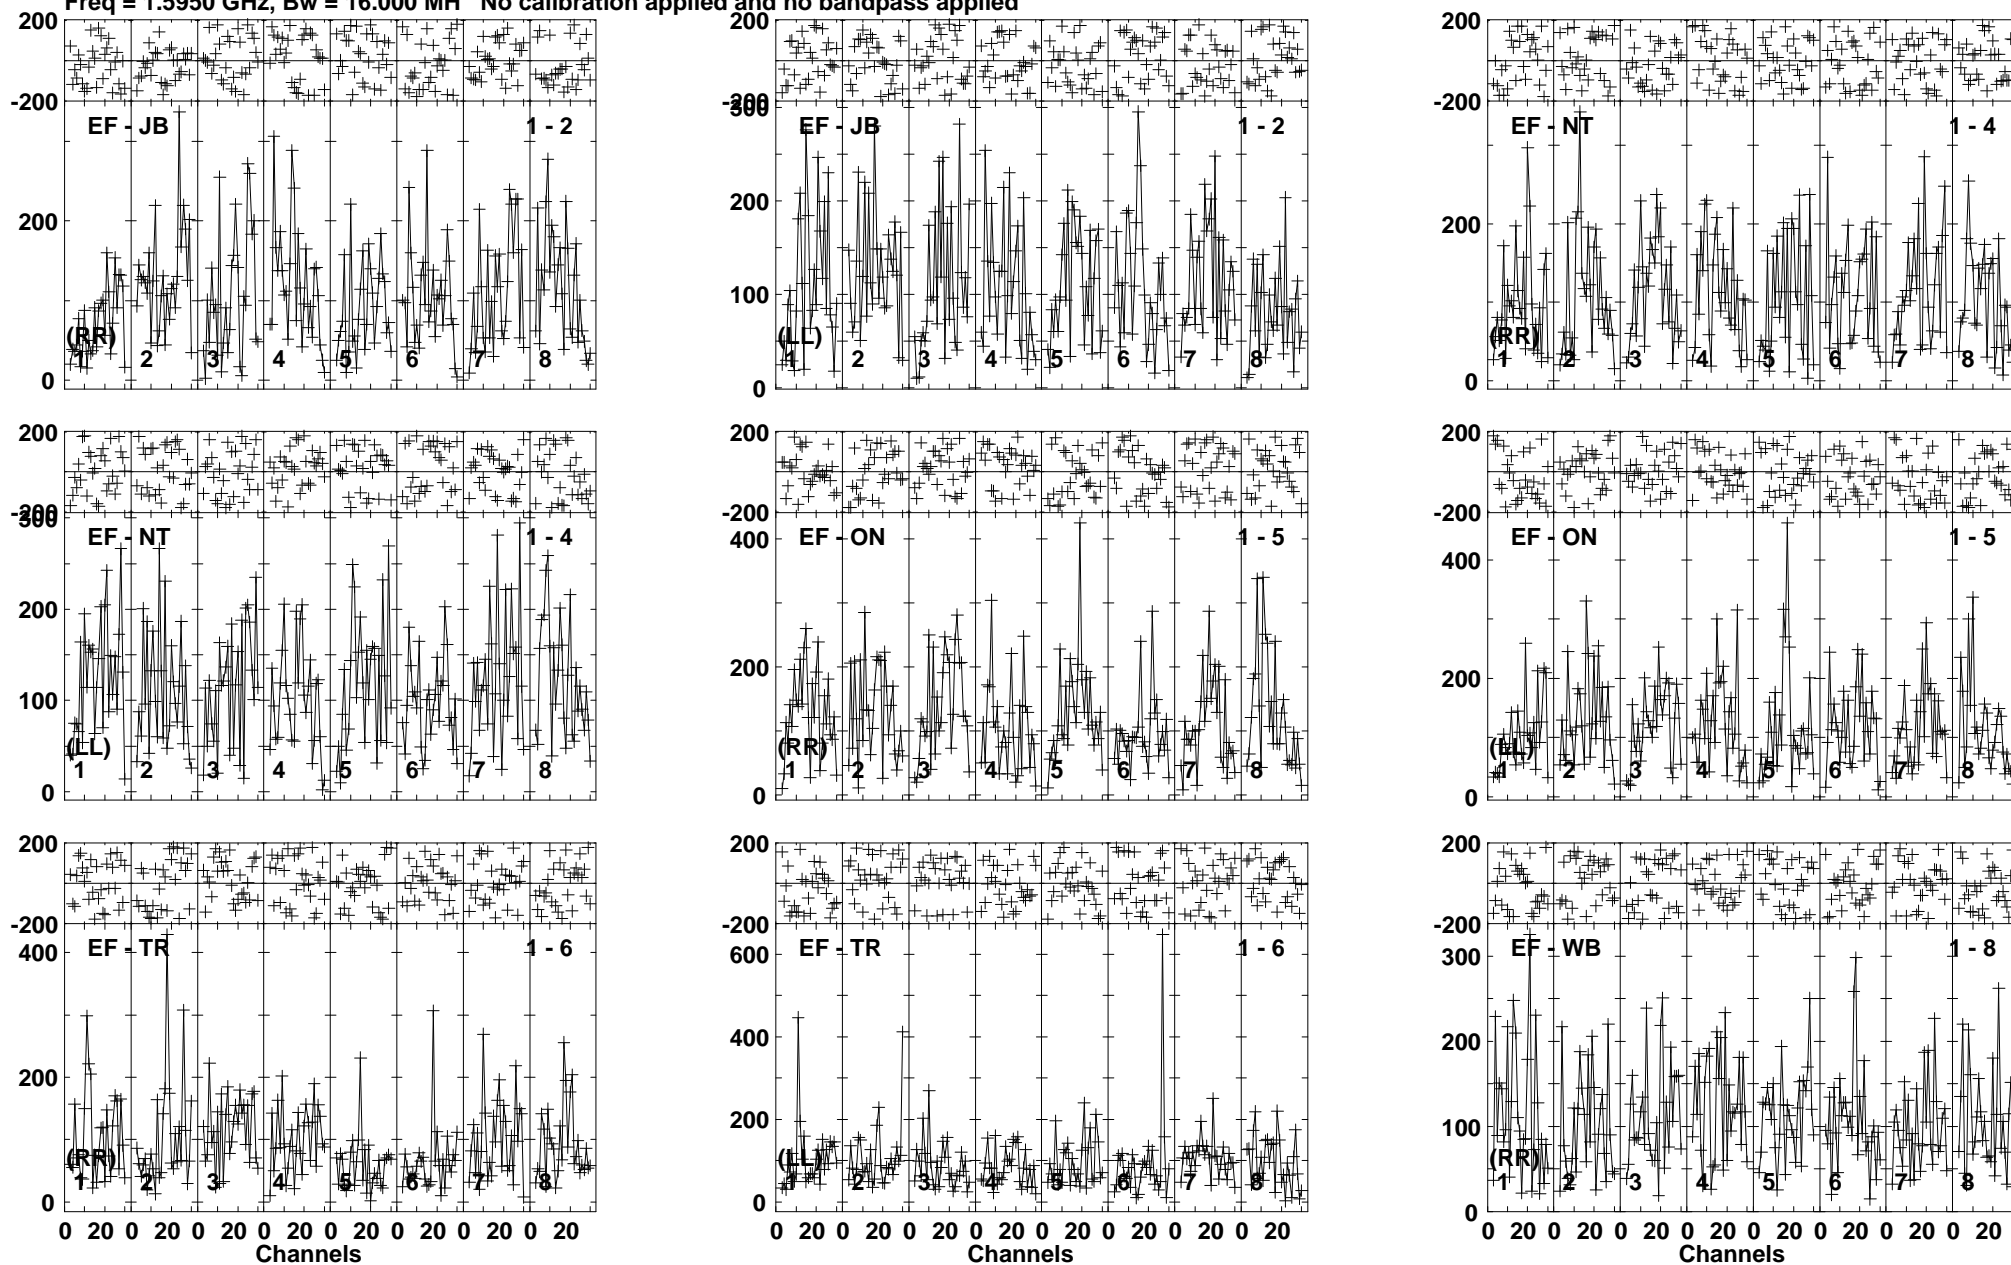 Freq = 1.5950 GHz, Bw = 16.000 MH No calibration applied and no bandpass applied
200 200 200
-200 -200 -200
300
EF - JB 1 - 2 EF - JB 1 - 2 EF - NT 1 - 4
200 200 200
100
(RR) (LL) (RR)
1 2 3 4 5 6 7 8 1 2 3 4 5 6 7 8 1 2 3 4 5 6 7 8
0 0 0
200 200 200
-200 -200 -200
300
EF - NT 1 - 4 EF - ON 1 - 5 EF - ON 1 - 5
400 400
200 200 200
100
(LL) (RR) (LL)
1 2 3 4 5 6 7 8 1 2 3 4 5 6 7 8 1 2 3 4 5 6 7 8
0 0 0
200 200 200
-200 -200 -200
EF - TR 1 - 6 EF - TR 1 - 6 EF - WB 1 - 8
400 600 300
400
200 200 200
100
(RR) (LL) (RR)
1 2 3 4 5 6 7 8 1 2 3 4 5 6 7 8 1 2 3 4 5 6 7 8
0 0 0
0 20 0 20 0 20 0 20 0 20 0 20 0 20 0 20 0 20 0 20 0 20 0 20 0 20 0 20 0 20 0 20 0 20 0 20 0 20 0 20 0 20 0 20 0 20 0 20
Channels Channels Channels